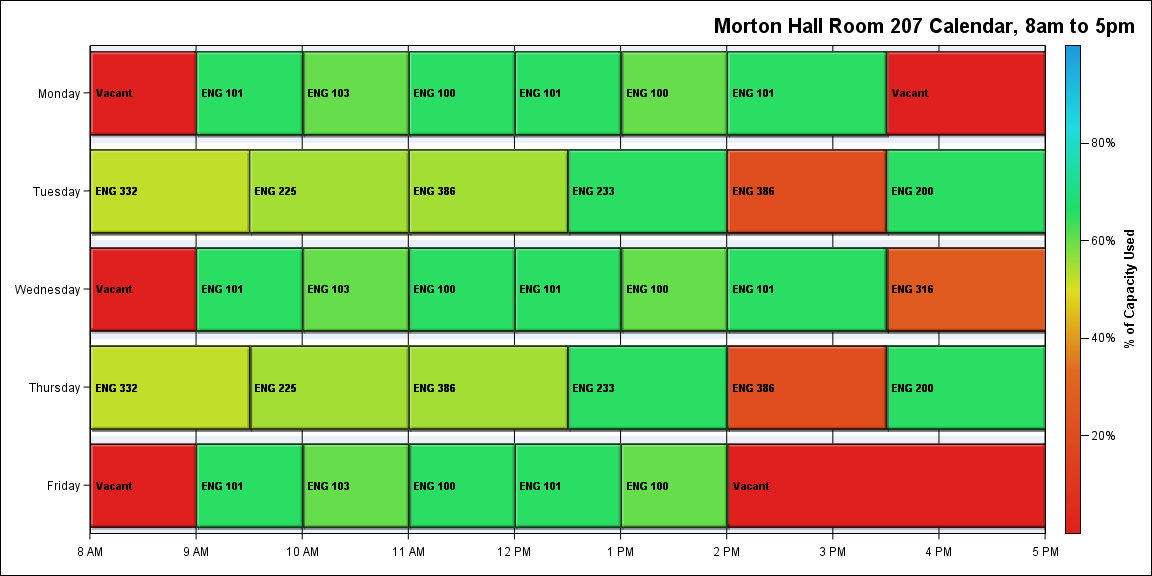 Morton Hall Room 207 Calendar, 8am to 5pm
Monday
Vacant
ENG 101
ENG 103
ENG 100
ENG 101
ENG 100
ENG 101
Vacant
Tuesday
ENG 332
ENG 225
ENG 386
ENG 233
ENG 386
ENG 200
Wednesday
Vacant
ENG 101
ENG 103
ENG 100
ENG 101
ENG 100
ENG 101
ENG 316
Thursday
ENG 332
ENG 225
ENG 386
ENG 233
ENG 386
ENG 200
Friday
Vacant
ENG 101
ENG 103
ENG 100
ENG 101
ENG 100
Vacant
8 AM
9 AM
10 AM
11 AM
12 PM
1 PM
2 PM
3 PM
4 PM
5 PM
80%
60%
40%
20%
% of Capacity Used